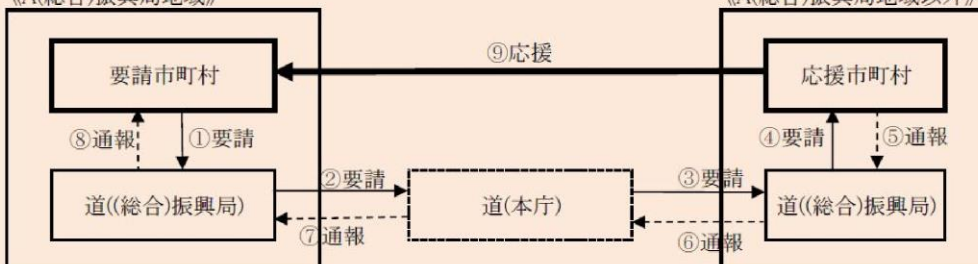 《A(総合)振興局地域》
《A(総合)振興局地域以外》
⑨応援
要請市町村
応援市町村
⑧通報
①要請
④要請
⑤通報
②要請
③要請
道((総合)振興局)
道(本庁)
道((総合)振興局)
⑦通報
⑥通報